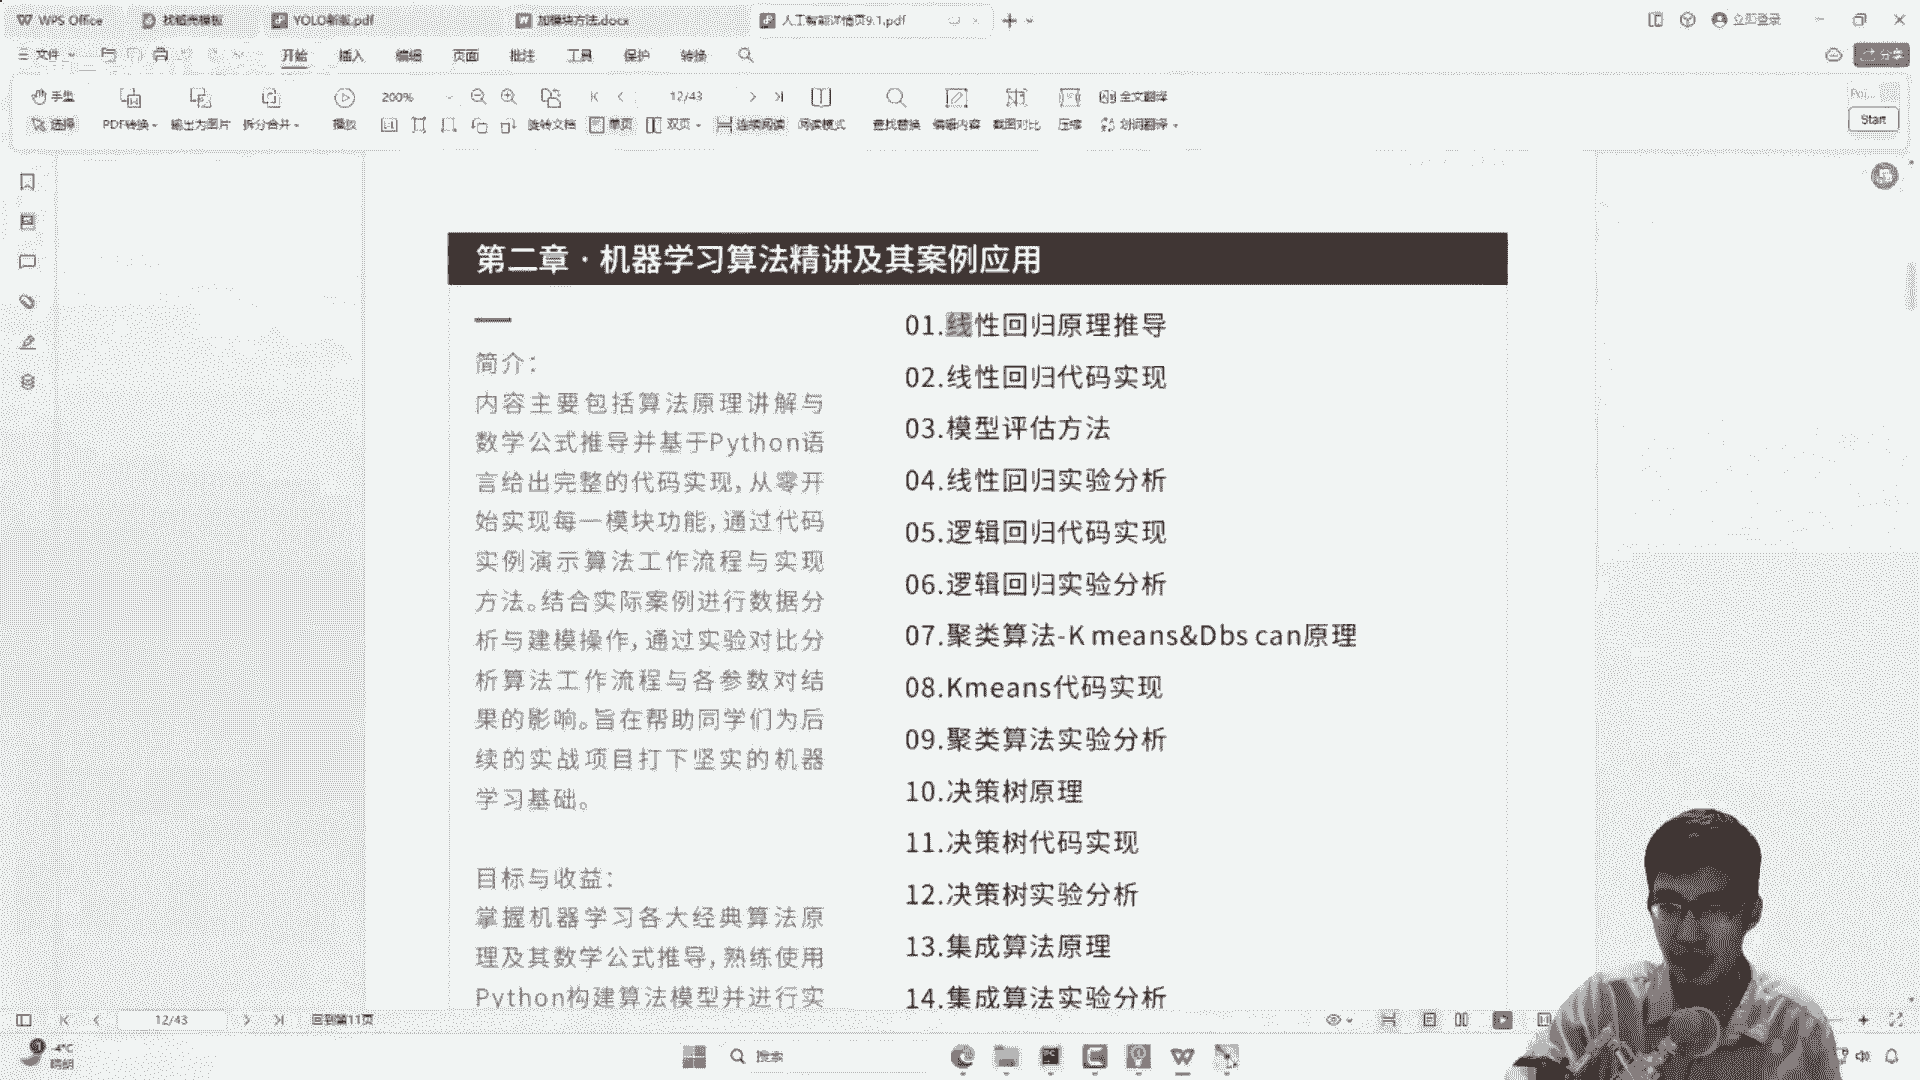 WPS Office
找稻壳模板
YOLO新版.pdf
加模块方法.docx
人工智能详情页9.1.pdf
立即登录
文件
开始
插入
编辑
页面
批注
工具
保护
转换
分享
手型
200%
12/43
全文翻译
选择
PDF转换
输出为图片
拆分合并
播放
旋转文档
单页
双页
连续阅读
阅读模式
查找替换
编辑内容
截图对比
压缩
划词翻译
Start
第二章·机器学习算法精讲及其案例应用
简介：
内容主要包括算法原理讲解与
数学公式推导并基于Python语
言给出完整的代码实现，从零开
始实现每一模块功能，通过代码
实例演示算法工作流程与实现
方法。结合实际案例进行数据分
析与建模操作，通过实验对比分
析算法工作流程与各参数对结
果的影响。旨在帮助同学们为后
续的实战项目打下坚实的机器
学习基础。
目标与收益：
掌握机器学习各大经典算法原
理及其数学公式推导，熟练使用
Python构建算法模型并进行实
01.线性回归原理推导
02.线性回归代码实现
03.模型评估方法
04.线性回归实验分析
05.逻辑回归代码实现
06.逻辑回归实验分析
07.聚类算法-K means&Dbs can原理
08.Kmeans代码实现
09.聚类算法实验分析
10.决策树原理
11.决策树代码实现
12.决策树实验分析
13.集成算法原理
14.集成算法实验分析
12/43
回到第11页
-4°C
晴朗
搜索